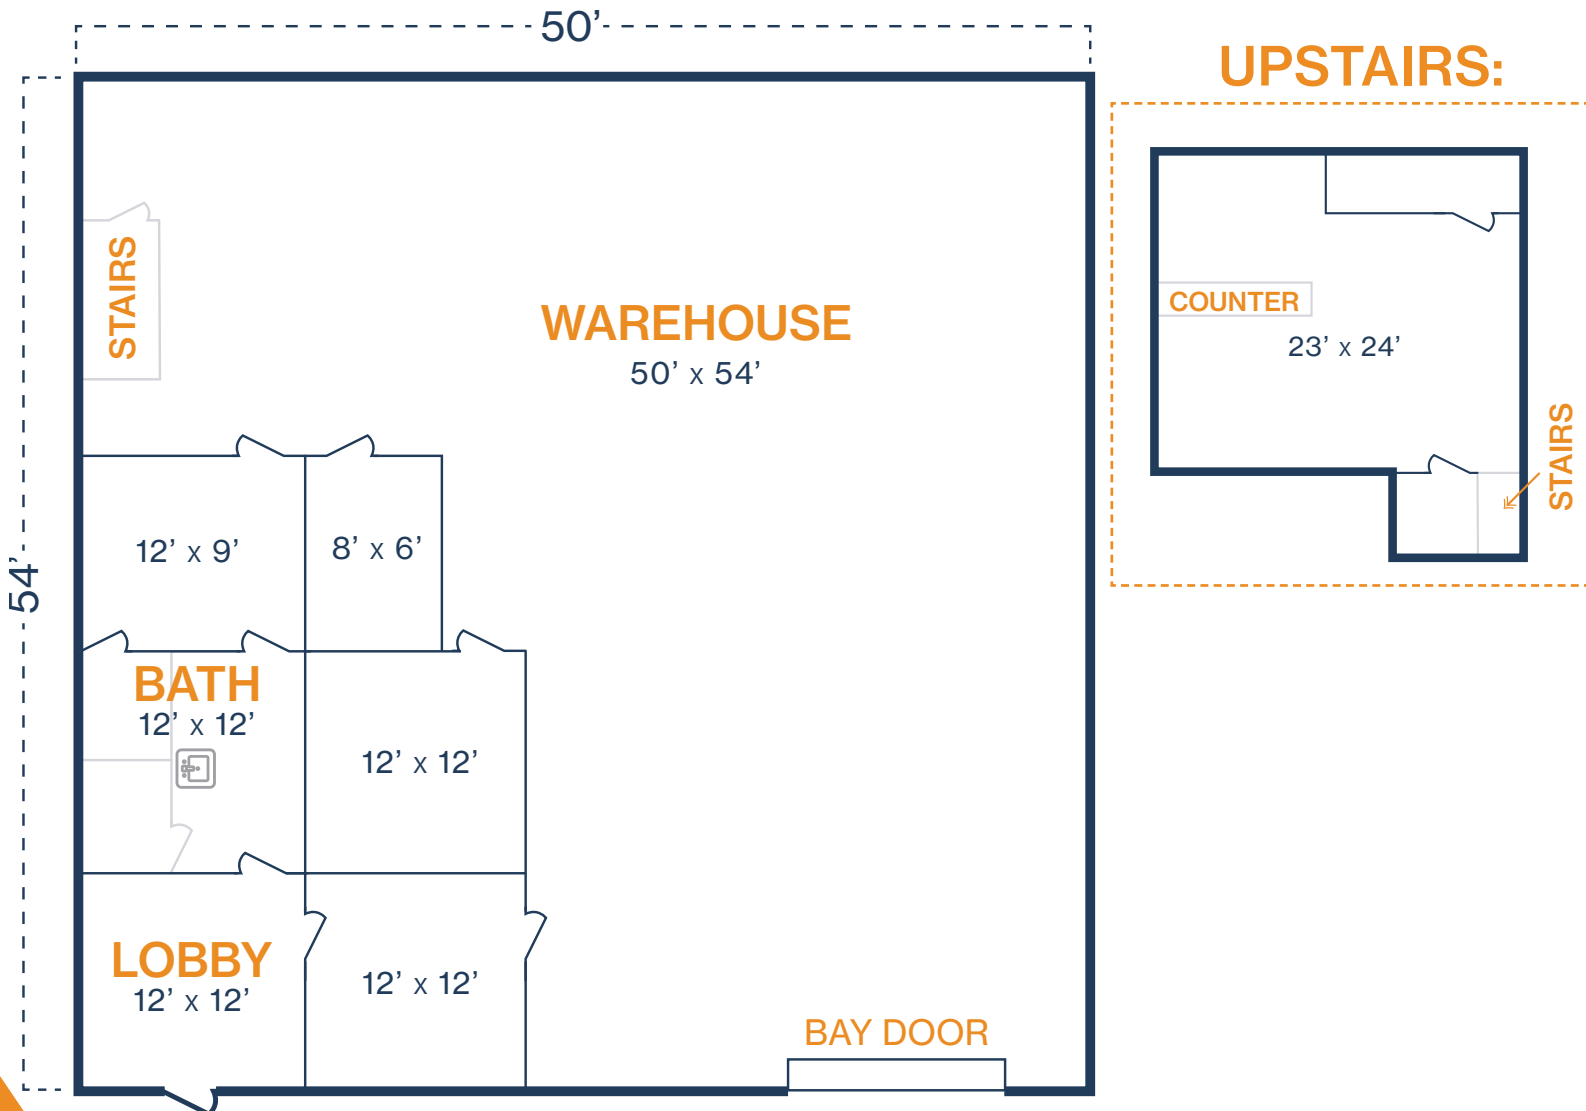 50’
UPSTAIRS:
54’
STAIRS
WAREHOUSE
50’ x 54’
COUNTER
23’ x 24’
STAIRS
12’ x 9’
8’ x 6’
BATH
12’ x 12’
12’ x 12’
LOBBY
12’ x 12’
12’ x 12’
BAY DOOR